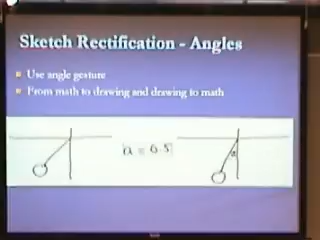 Sketch Rectification - Angles
Use angle gesture
From math to drawing and drawing to math
a = 0.5